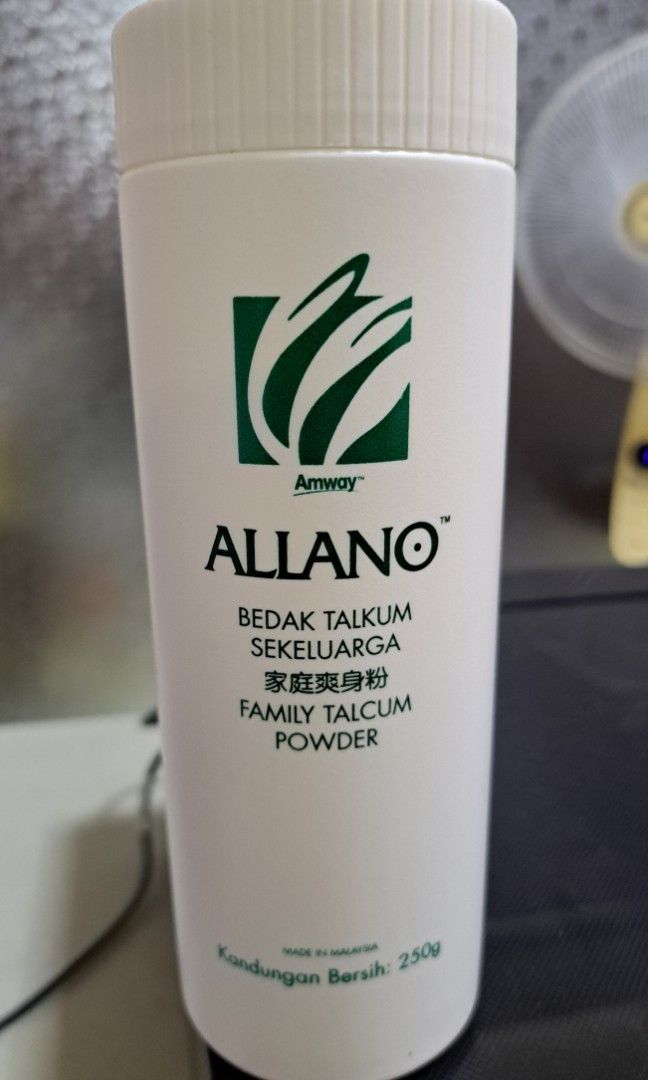 Amway™
ALLANO™
BEDAK TALKUM
SEKELUARGA
家庭爽身粉
FAMILY TALCUM
POWDER
MADE IN MALAYSIA
Kandungan Bersih: 250g